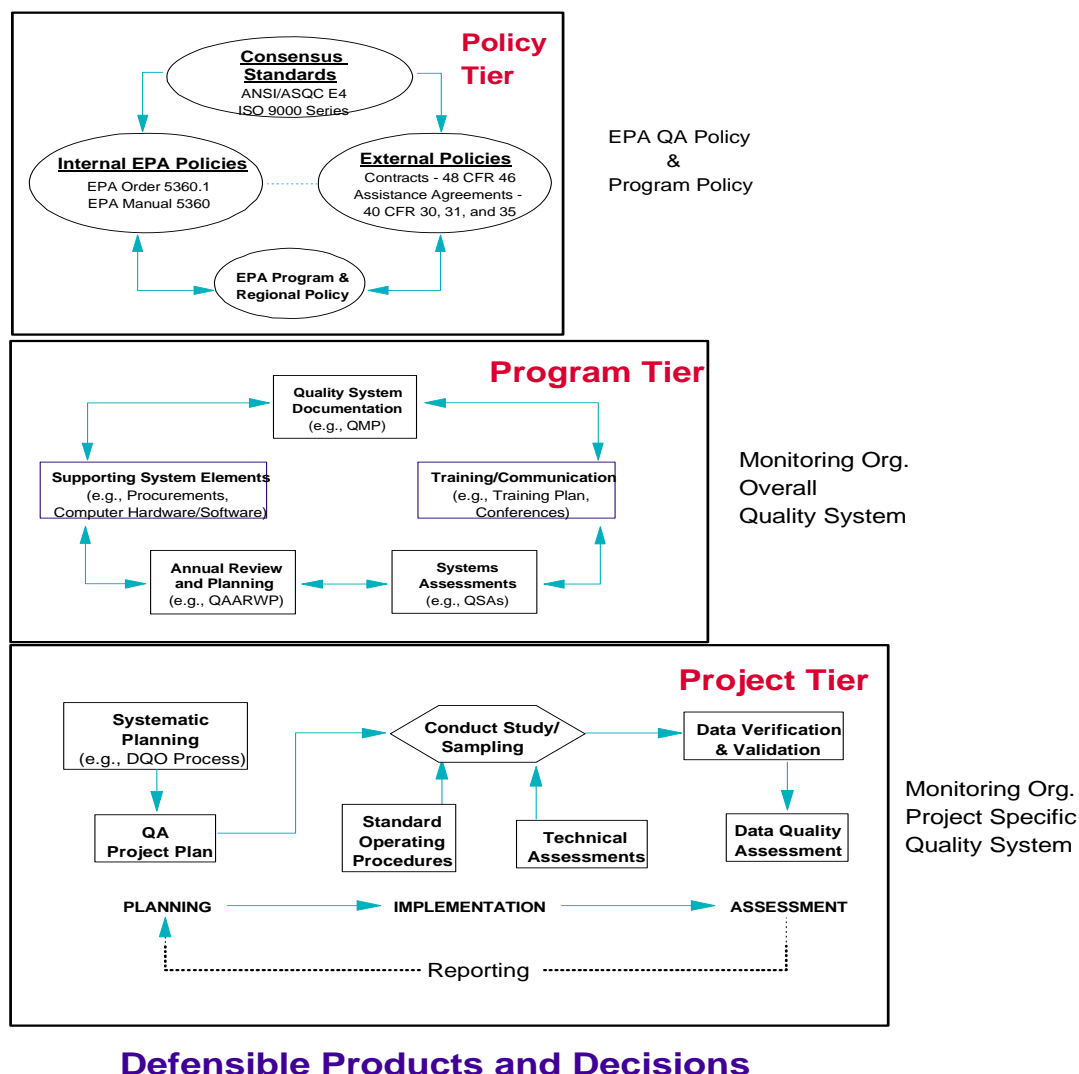 Policy
Tier
Consensus
Standards
ANSI/ASQC E4
ISO 9000 Series
Internal EPA Policies
EPA Order 5360.1
EPA Manual 5360
External Policies
Contracts - 48 CFR 46
Assistance Agreements -
40 CFR 30, 31, and 35
EPA Program &
Regional Policy
EPA QA Policy
&
Program Policy
Program Tier
Quality System
Documentation
(e.g., QMP)
Supporting System Elements
(e.g., Procurements,
Computer Hardware/Software)
Training/Communication
(e.g., Training Plan,
Conferences)
Annual Review
and Planning
(e.g., QAARWP)
Systems
Assessments
(e.g., QSAs)
Monitoring Org.
Overall
Quality System
Project Tier
Systematic
Planning
(e.g., DQO Process)
Conduct Study/
Sampling
Data Verification
& Validation
QA
Project Plan
Standard
Operating
Procedures
Technical
Assessments
Data Quality
Assessment
Monitoring Org.
Project Specific
Quality System
PLANNING
IMPLEMENTATION
ASSESSMENT
Reporting
Defensible Products and Decisions